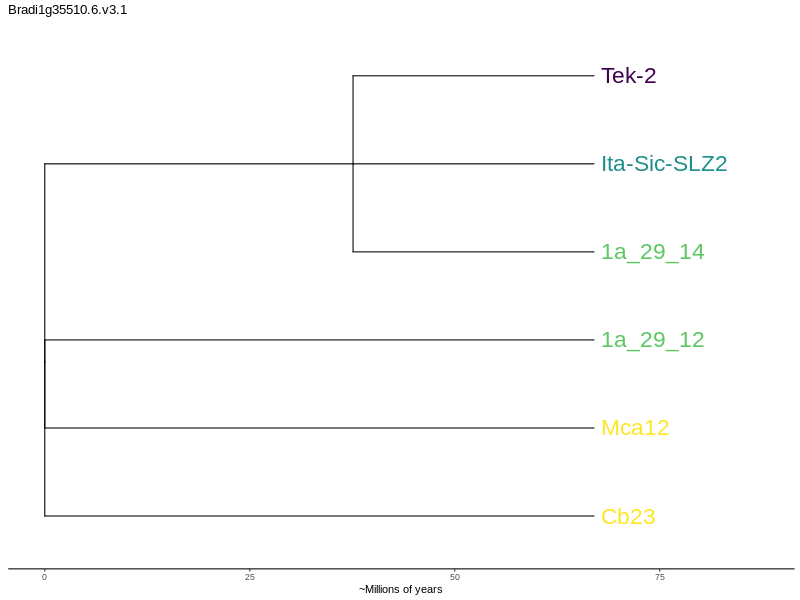 Bradi1g35510.6.v3.1
Tek-2
Ita-Sic-SLZ2
1a_29_14
1a_29_12
Mca12
Cb23
0 25 50 75
~Millions of years